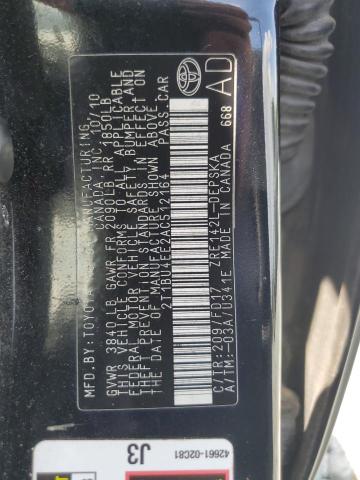 MFD.BY:TOYOTA MOTOR MANUFACTURING
CANADA INC. 10/10
GVWR 3840LB GAWR FR 2090LB RR 1850LB
THIS VEHICLE CONFORMS TO ALL APPLICABLE
FEDERAL MOTOR VEHICLE SAFETY, BUMPER, AND
THEFT PREVENTION STANDARDS IN EFFECT ON
THE DATE OF MANUFACTURE SHOWN ABOVE.
2T1BU4EE2AC512164 PASS.CAR
C/TR:209/FD17 ZRE142L-DEPSKA
A/TM:-03A/U341E MADE IN CANADA
668
AD
42661-02C81
J3